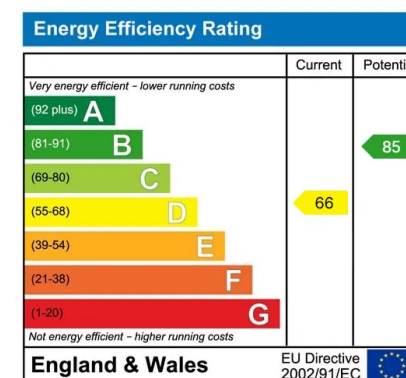 Energy Efficiency Rating
Current Potenti
Very energy efficient – lower running costs
(92 plus) A
(81-91) B 85
(69-80) C
(55-68) D 66
(39-54) E
(21-38) F
(1-20) G
Not energy efficient – higher running costs
England & Wales
EU Directive
2002/91/EC